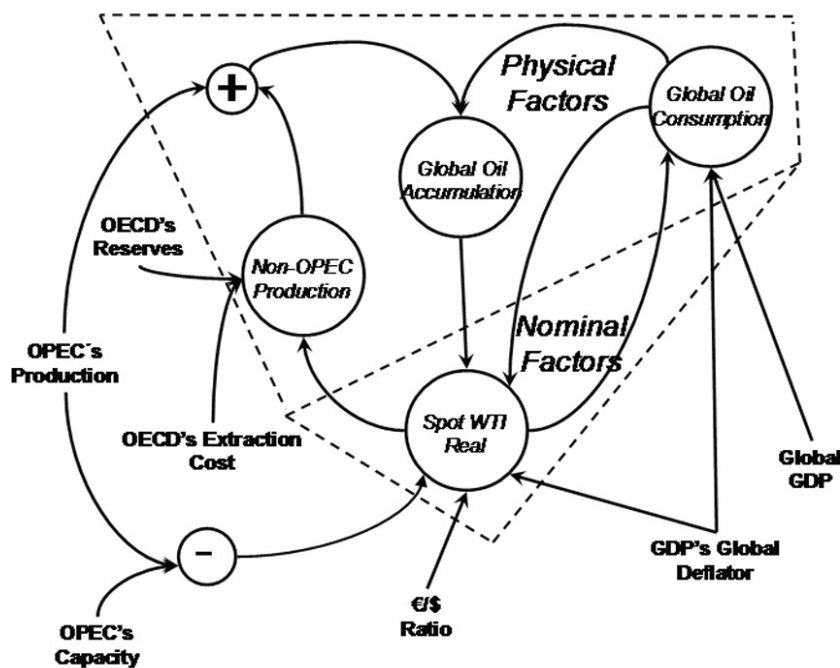 +
Physical
Factors
Global Oil
Consumption
Global Oil
Accumulation
OECD's
Reserves
Non-OPEC
Production
Nominal
Factors
OPEC´s
Production
Spot WTI
Real
OECD's Extraction
Cost
Global
GDP
-
GDP's Global
Deflator
€/$
Ratio
OPEC's
Capacity